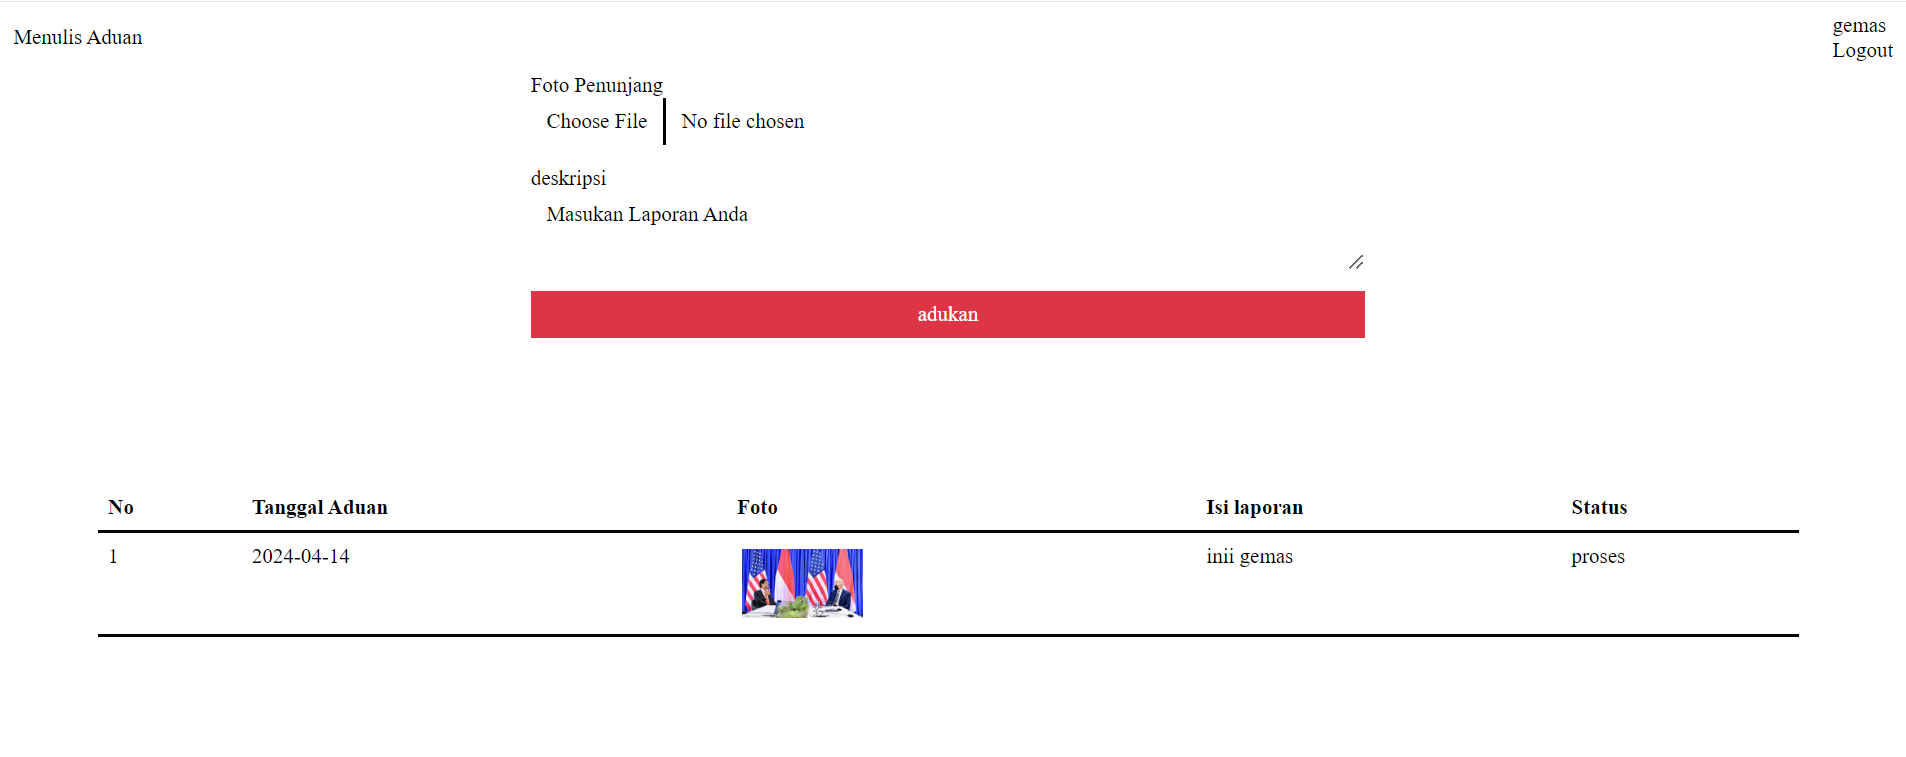 Menulis Aduan
gemas
Logout
Foto Penunjang
Choose File No file chosen
deskripsi
Masukan Laporan Anda
adukan
No Tanggal Aduan Foto Isi laporan Status
1 2024-04-14 inii gemas proses